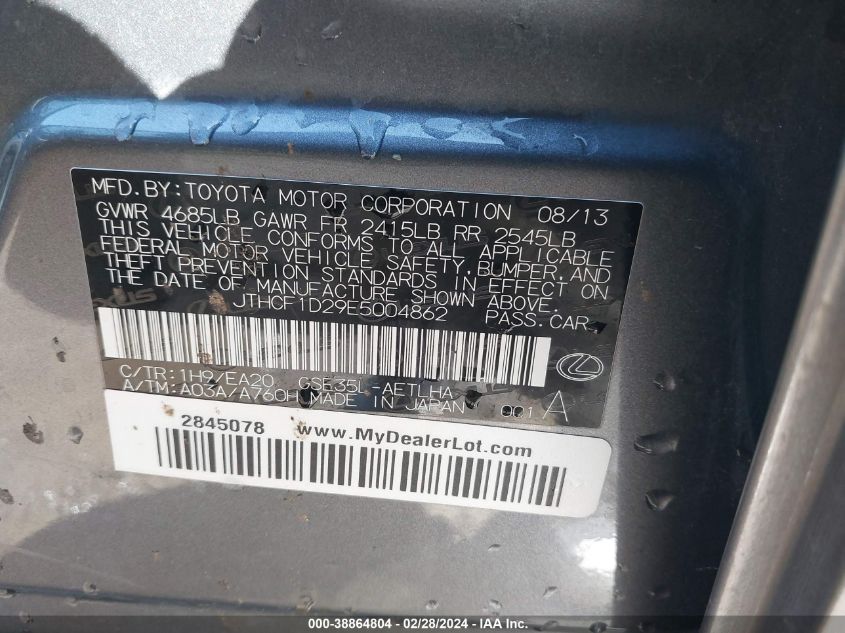 MFD. BY: TOYOTA MOTOR CORPORATION 08/13
GVWR 4685LB GAWR FR 2415LB RR 2545LB
THIS VEHICLE CONFORMS TO ALL APPLICABLE
FEDERAL MOTOR VEHICLE SAFETY, BUMPER, AND
THEFT PREVENTION STANDARDS IN EFFECT ON
THE DATE OF MANUFACTURE SHOWN ABOVE.
JTHCF1D29E5004862 PASS.CAR
C/TR: 1H9/EA20 GSE35L-AFTLHA
A/TM: A03A/A760H MADE IN JAPAN 001 A
2845078 www.MyDealerLot.com
000-38864804 | 02/28/2024 - IAA Inc.